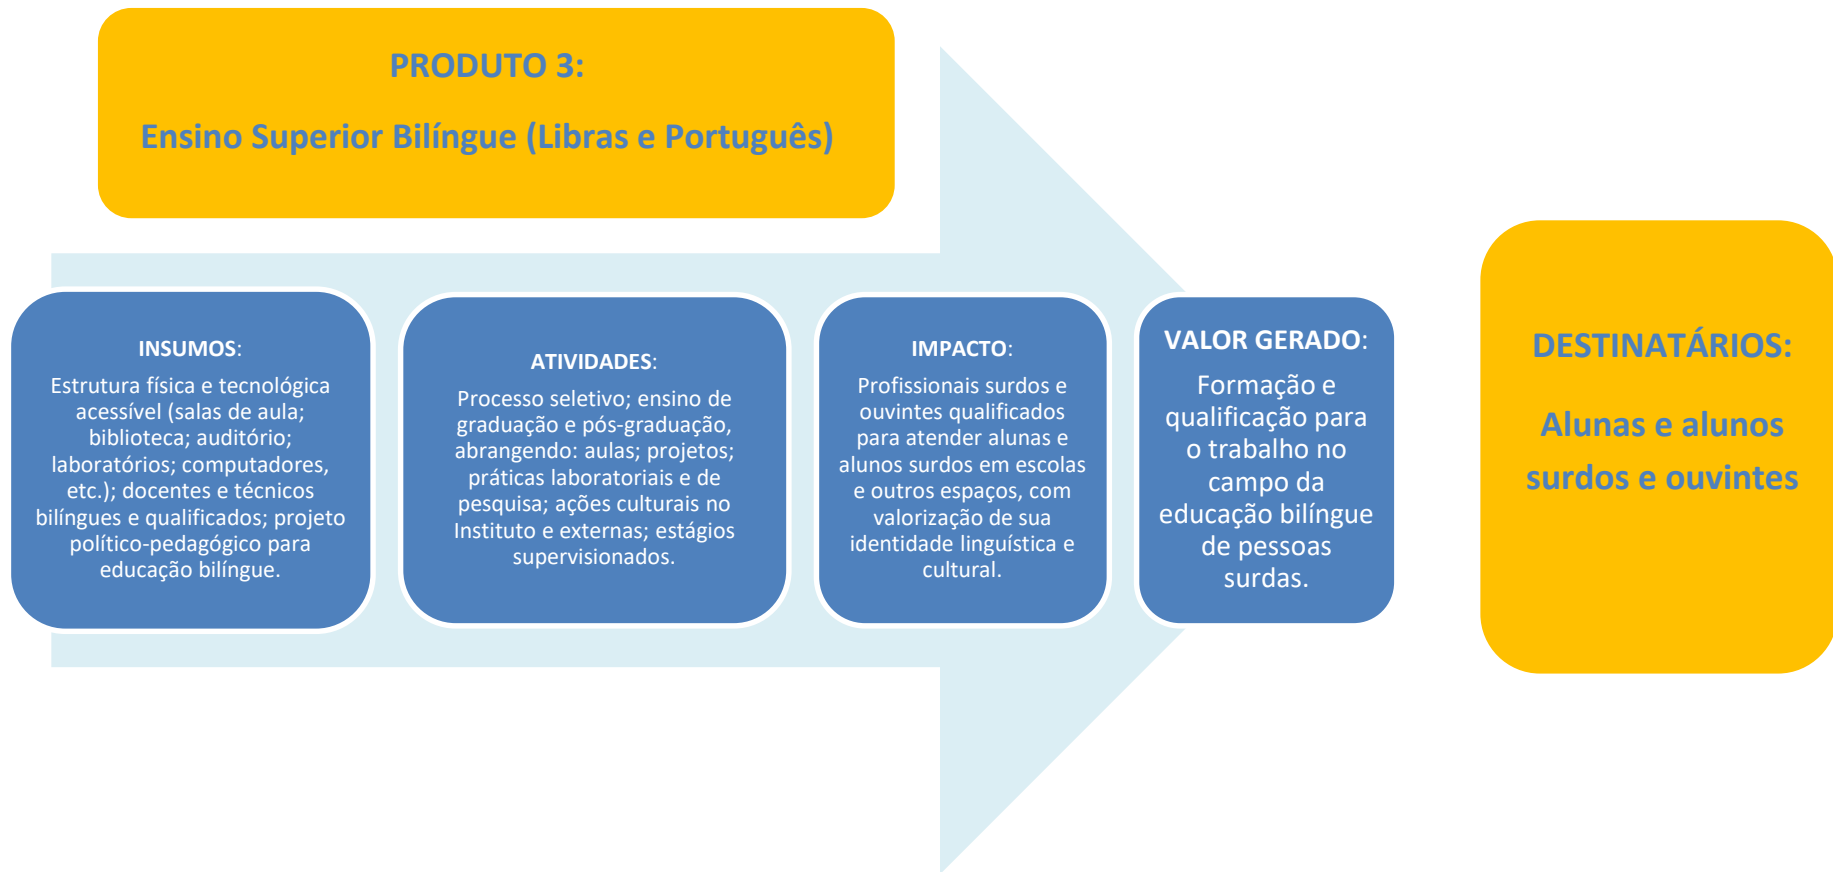 PRODUTO 3:
Ensino Superior Bilíngue (Libras e Português)
INSUMOS:
Estrutura física e tecnológica
acessível (salas de aula;
biblioteca; auditório;
laboratórios; computadores,
etc.); docentes e técnicos
bilíngues e qualificados; projeto
político-pedagógico para
educação bilíngue.
ATIVIDADES:
Processo seletivo; ensino de
graduação e pós-graduação,
abrangendo: aulas; projetos;
práticas laboratoriais e de
pesquisa; ações culturais no
Instituto e externas; estágios
supervisionados.
IMPACTO:
Profissionais surdos e
ouvintes qualificados
para atender alunas e
alunos surdos em escolas
e outros espaços, com
valorização de sua
identidade linguística e
cultural.
VALOR GERADO:
Formação e
qualificação para
o trabalho no
campo da
educação bilíngue
de pessoas
surdas.
DESTINATÁRIOS:
Alunas e alunos
surdos e ouvintes